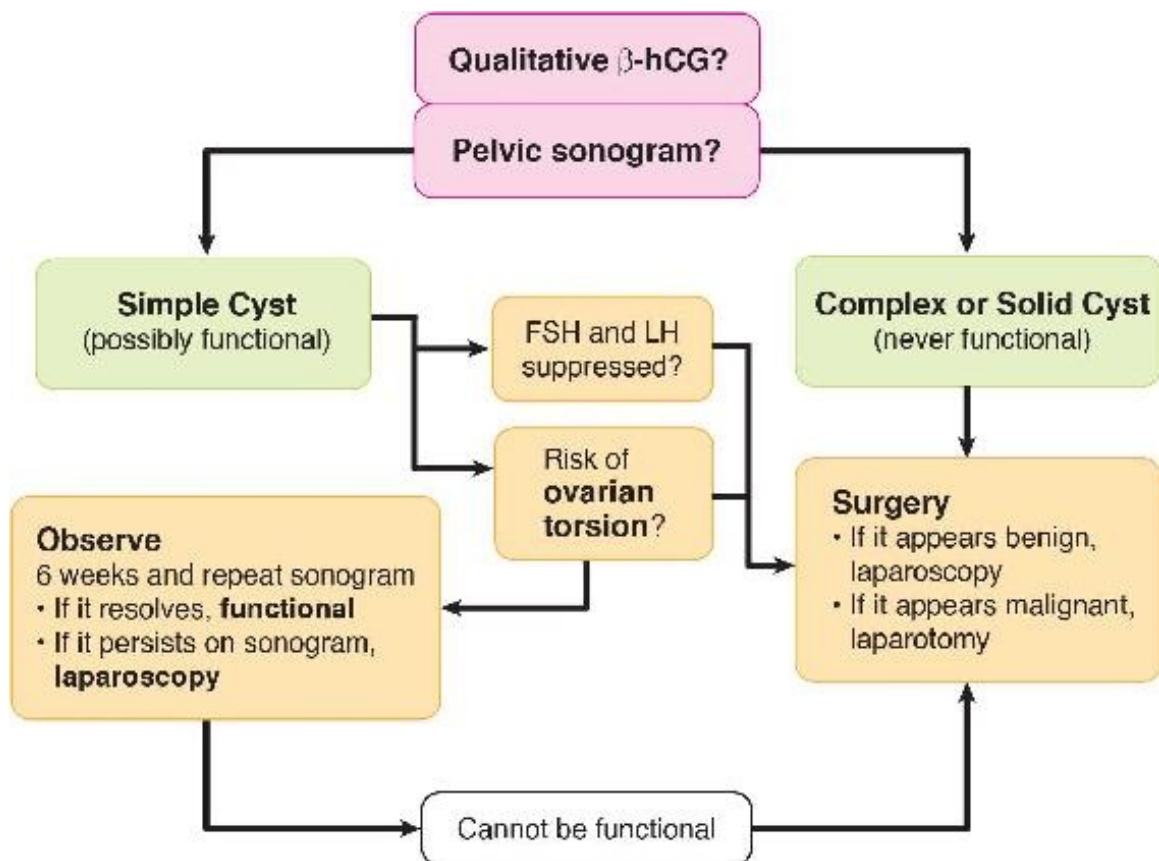 Qualitative β-hCG?
Pelvic sonogram?
Simple Cyst
(possibly functional)
FSH and LH
suppressed?
Complex or Solid Cyst
(never functional)
Risk of
ovarian
torsion?
Observe
6 weeks and repeat sonogram
• If it resolves, functional
• If it persists on sonogram,
laparoscopy
Surgery
• If it appears benign,
laparoscopy
• If it appears malignant,
laparotomy
Cannot be functional